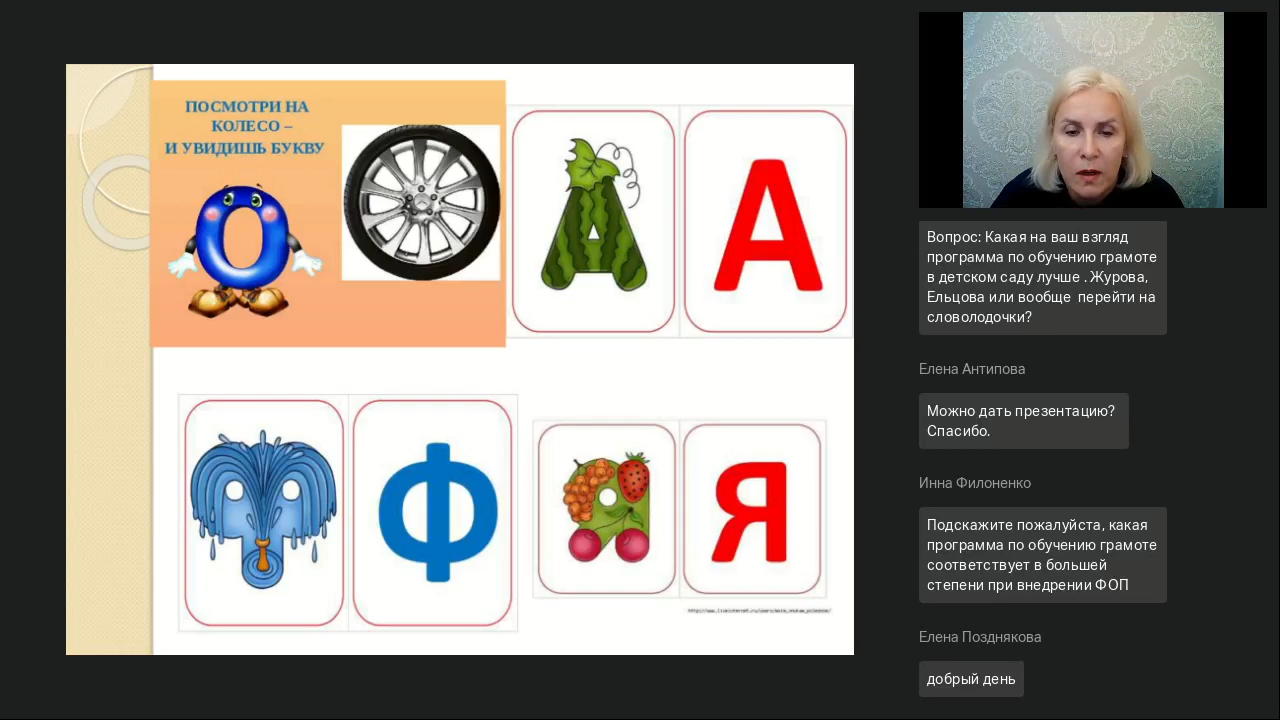 ПОСМОТРИ НА
КОЛЕСО –
И УВИДИШЬ БУКВУ
О
А
А
Ф
Ф
Я
Я
Вопрос: Какая на ваш взгляд
программа по обучению грамоте
в детском саду лучше . Журова,
Ельцова или вообще перейти на
словолодочки?
Елена Антипова
Можно дать презентацию?
Спасибо.
Инна Филоненко
Подскажите пожалуйста, какая
программа по обучению грамоте
соответствует в большей
степени при внедрении ФОП
Елена Позднякова
добрый день